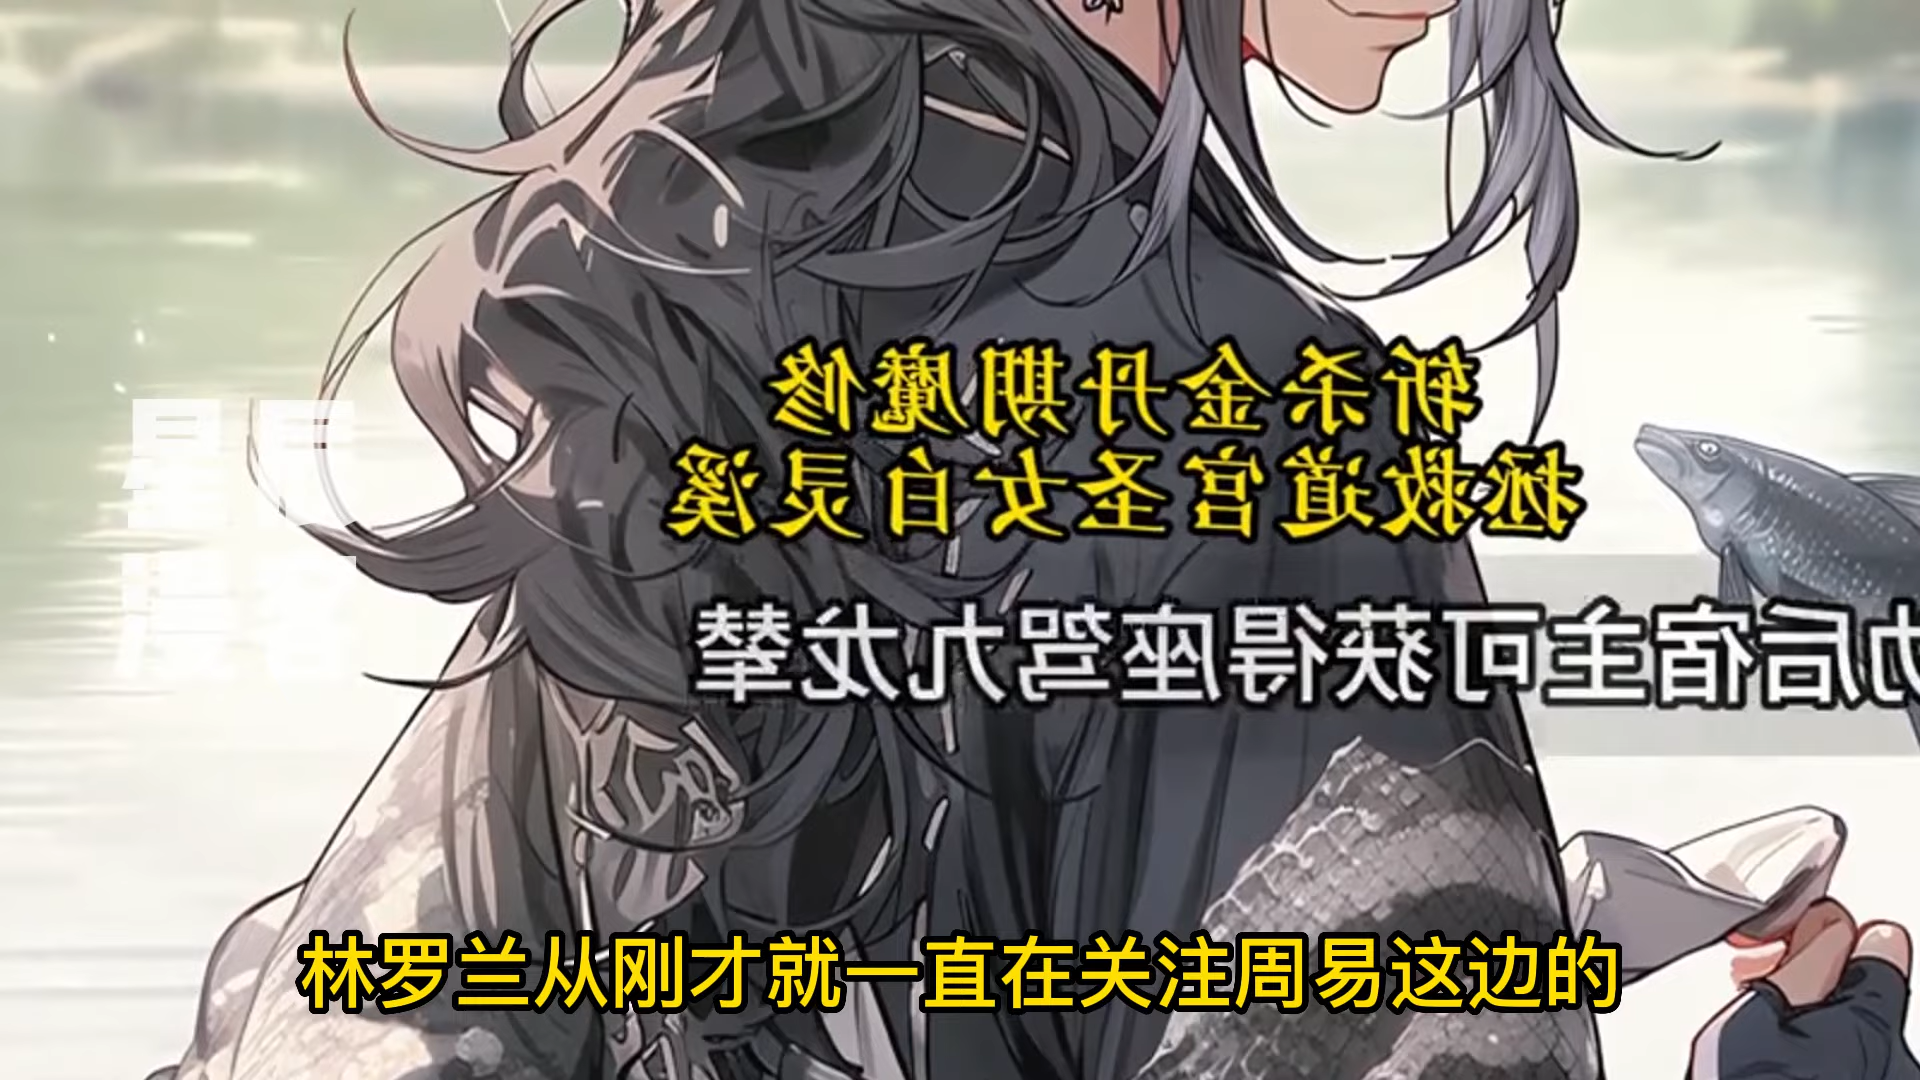 斩杀金丹期魔修
拯救道宫圣女白灵溪
功后宿主可获得座驾九龙辇
林罗兰从刚才就一直在关注周易这边的